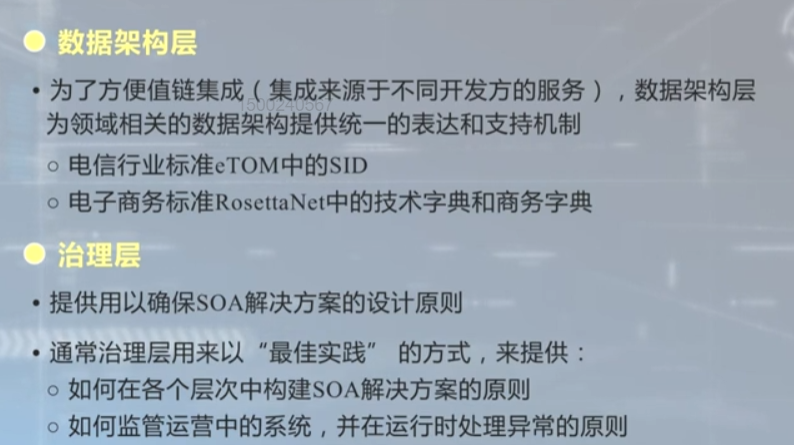 数据架构层
• 为了方便值链集成（集成来源于不同开发方的服务），数据架构层
为领域相关的数据架构提供统一的表达和支持机制
○ 电信行业标准eTOM中的SID
○ 电子商务标准RosettaNet中的技术字典和商务字典
治理层
• 提供用以确保SOA解决方案的设计原则
• 通常治理层用来以“最佳实践” 的方式，来提供：
○ 如何在各个层次中构建SOA解决方案的原则
○ 如何监管运营中的系统，并在运行时处理异常的原则